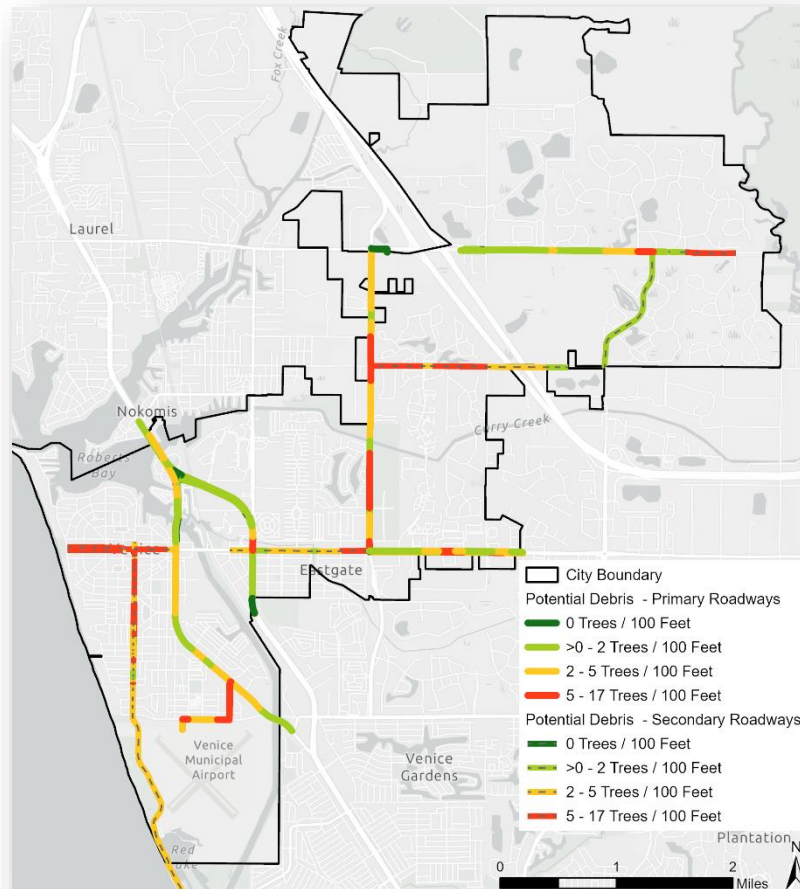 Fox Creek
Laurel
Nokomis
Curry Creek
Roberts
Bay
Venice
Eastgate
City Boundary
Potential Debris - Primary Roadways
0 Trees / 100 Feet
>0 - 2 Trees / 100 Feet
2 - 5 Trees / 100 Feet
5 - 17 Trees / 100 Feet
Potential Debris - Secondary Roadways
0 Trees / 100 Feet
>0 - 2 Trees / 100 Feet
2 - 5 Trees / 100 Feet
5 - 17 Trees / 100 Feet
Venice
Municipal
Airport
Venice
Gardens
Red
Lake
Plantation
N
0 1 2
Miles